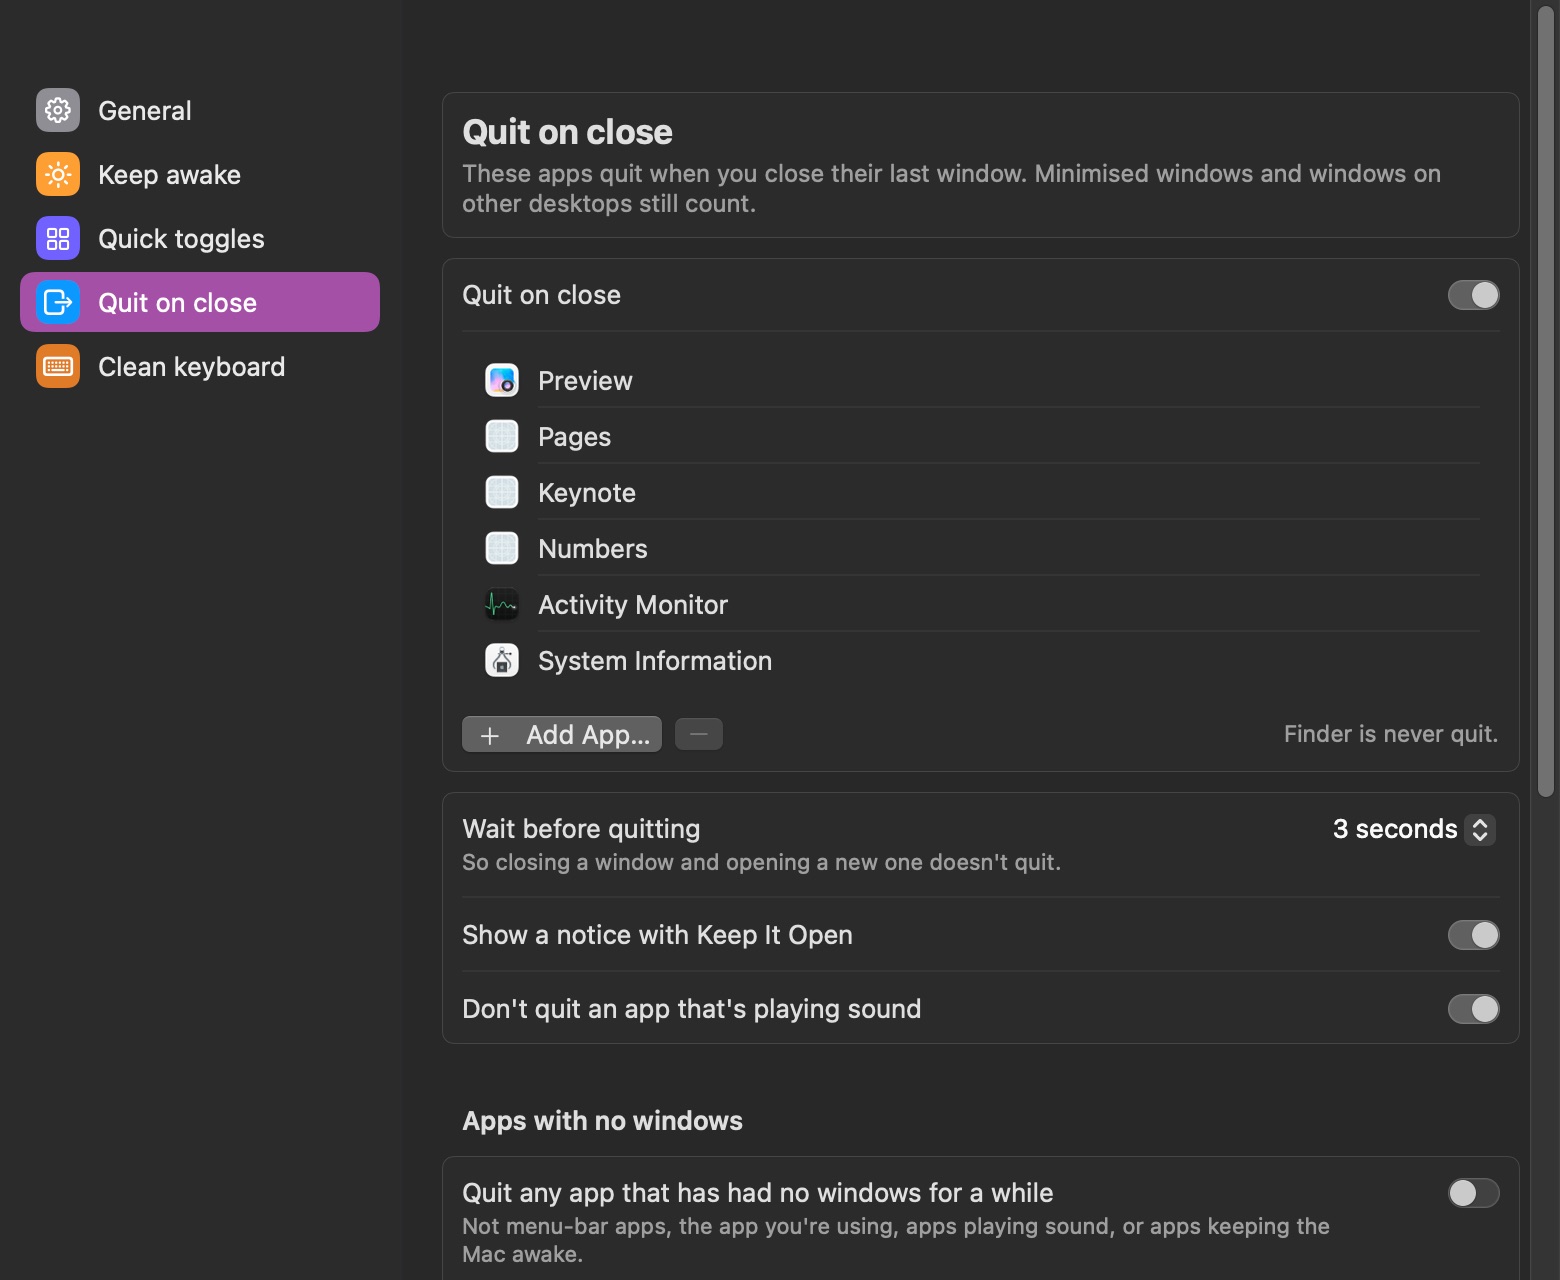 General
Keep awake
Quick toggles
Quit on close
Clean keyboard
Quit on close
These apps quit when you close their last window. Minimised windows and windows on
other desktops still count.
Quit on close
Preview
Pages
Keynote
Numbers
Activity Monitor
System Information
+ Add App...
Finder is never quit.
Wait before quitting
3 seconds
So closing a window and opening a new one doesn't quit.
Show a notice with Keep It Open
Don't quit an app that's playing sound
Apps with no windows
Quit any app that has had no windows for a while
Not menu-bar apps, the app you're using, apps playing sound, or apps keeping the
Mac awake.